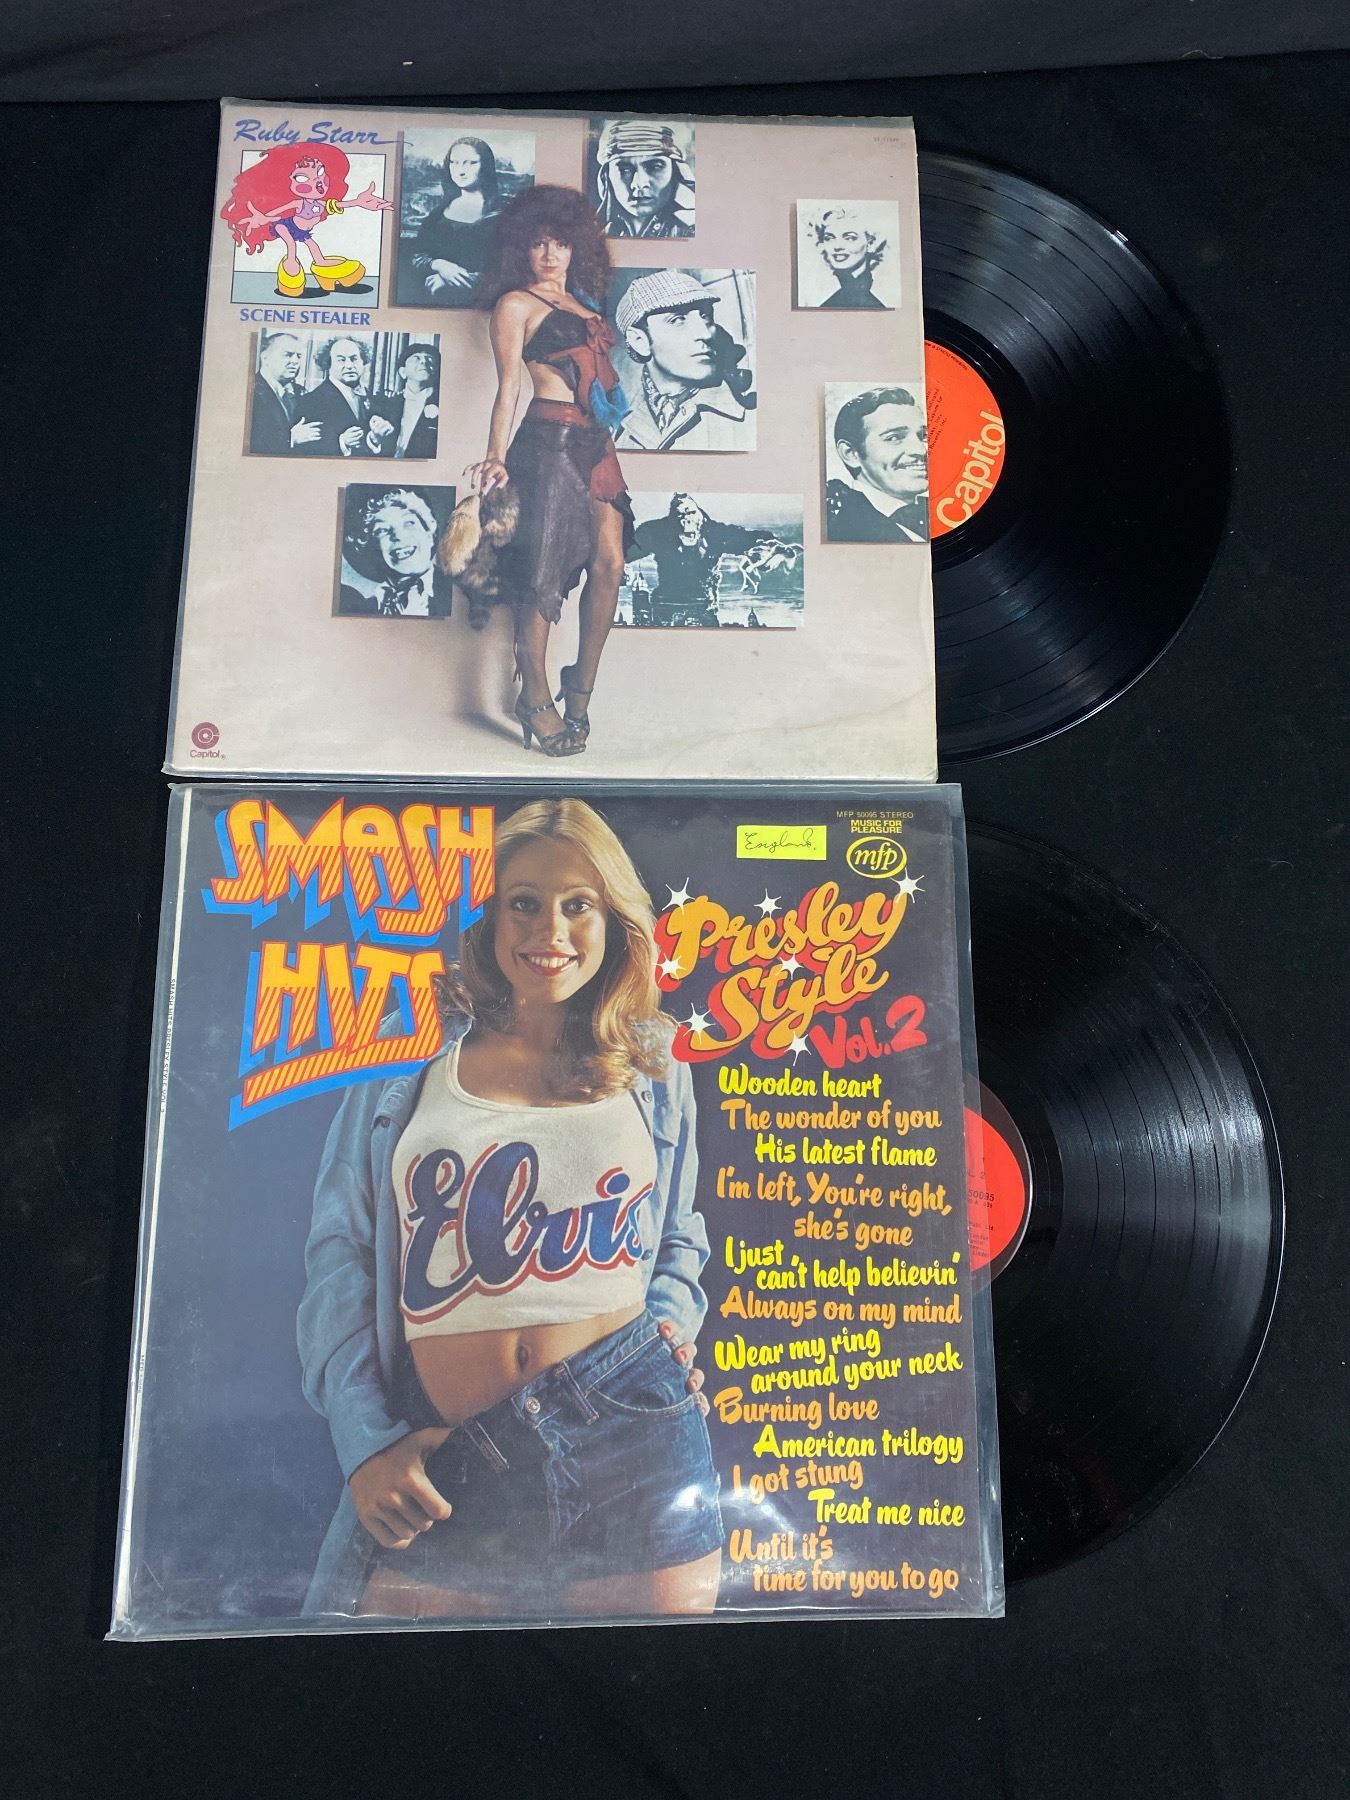 Ruby Starr
SCENE STEALER
Capitol
Capitol
SMASH
HITS
England.
MFP 50095 STEREO
MUSIC FOR
PLEASURE
mfp
Presley
Style
Vol.2
Wooden heart
The wonder of you
His latest flame
I'm left, You're right,
she's gone
I just
can't help believin'
Always on my mind
Wear my ring
around your neck
Burning love
American trilogy
I got stung
Treat me nice
Until it's
time for you to go
Elvis
50095